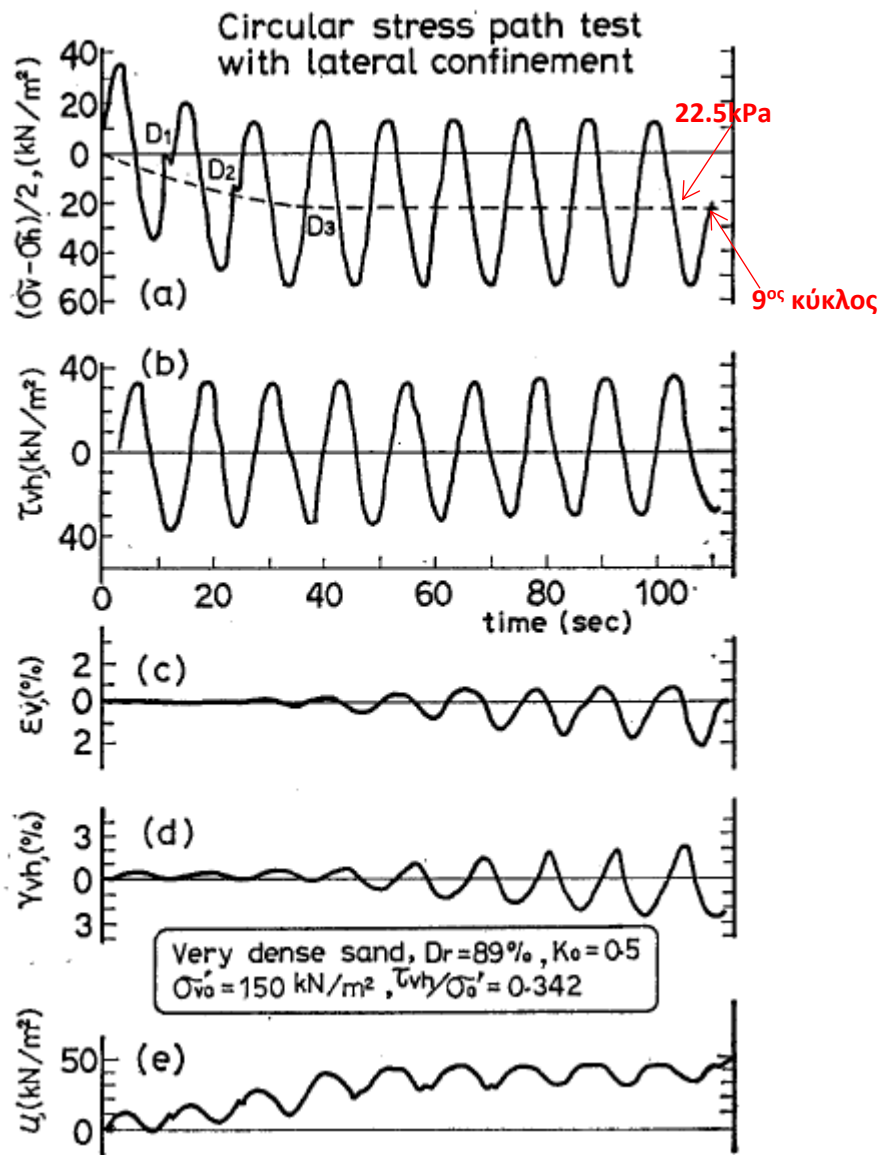 Circular stress path test
with lateral confinement
(σv-σh)/2,(kN/m²)
40
20
0
20
40
60
D1
D2
D3
(a)
22.5kPa
9ος κύκλος
τvh,(kN/m²)
40
0
40
(b)
0
20
40
60
80
100
time (sec)
εv,(%)
2
0
2
(c)
γvh,(%)
3
0
3
(d)
Very dense sand, Dr=89%, K0=0.5
σv0'=150 kN/m², τvh/σ0'=0.342
u,(kN/m²)
50
0
(e)